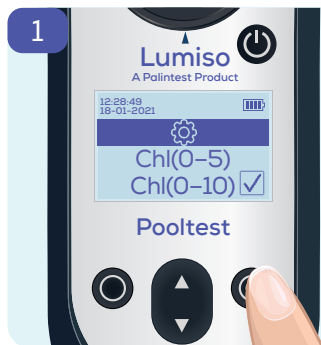 1
Lumiso
A Palintest Product
12:28:49
18-01-2021
Chl(0–5)
Chl(0–10)
Pooltest